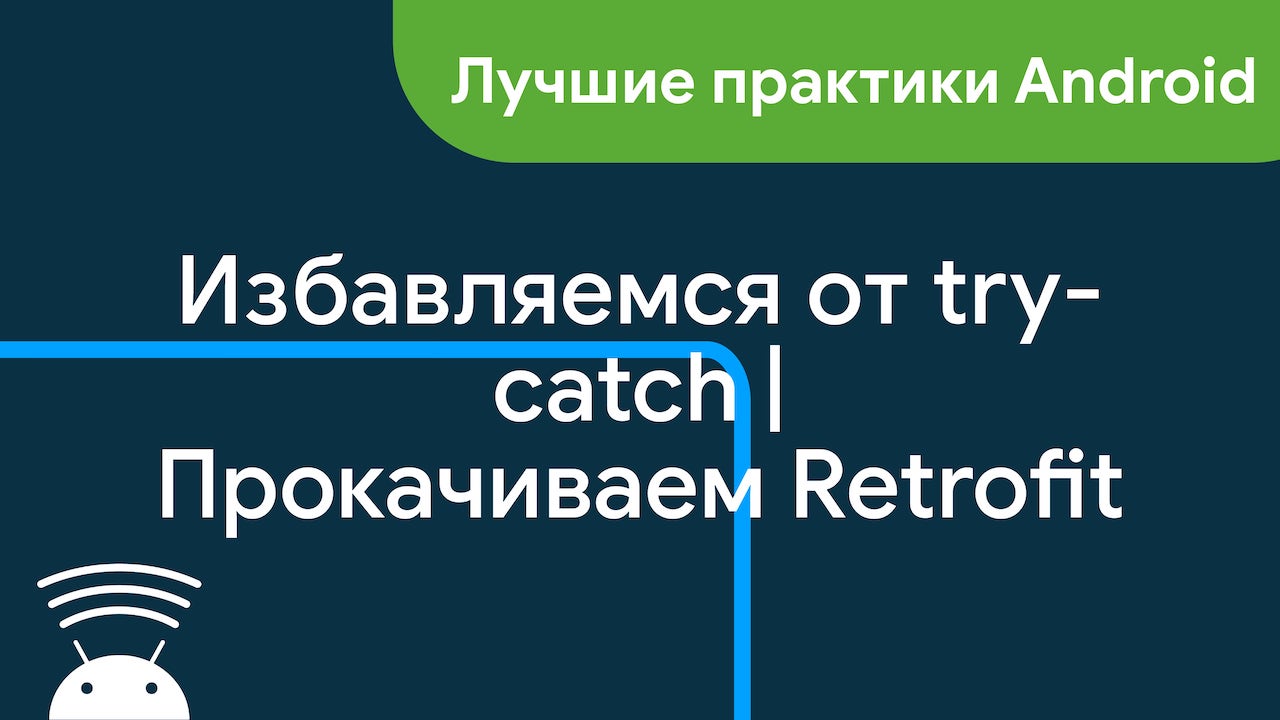 Лучшие практики Android
Избавляемся от try-
catch |
Прокачиваем Retrofit